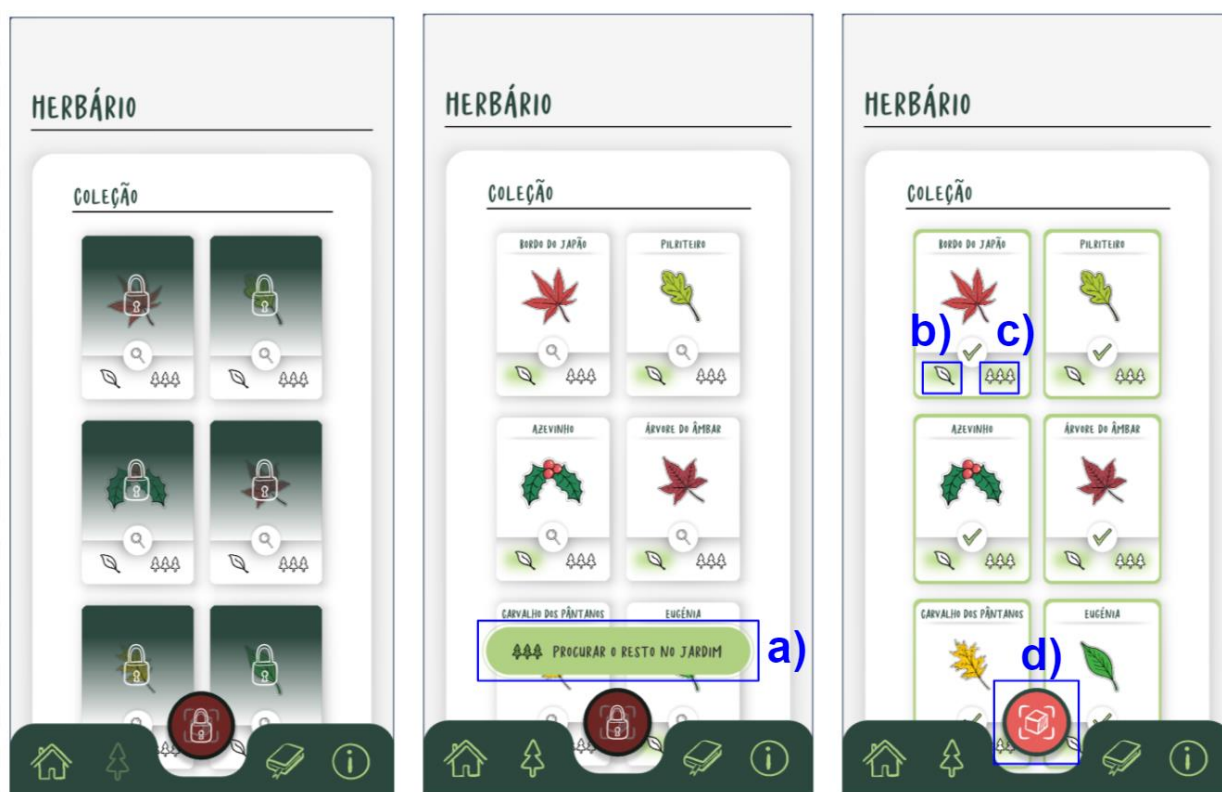 HERBÁRIO
COLEÇÃO
HERBÁRIO
COLEÇÃO
BORDO DO JAPÃO
PILRITEIRO
AZEVINHO
ÁRVORE DO ÂMBAR
CARVALHO DOS PÂNTANOS
EUGÉNIA
PROCURAR O RESTO NO JARDIM
a)
HERBÁRIO
COLEÇÃO
BORDO DO JAPÃO
PILRITEIRO
b)
c)
AZEVINHO
ÁRVORE DO ÂMBAR
CARVALHO DOS PÂNTANOS
EUGÉNIA
d)